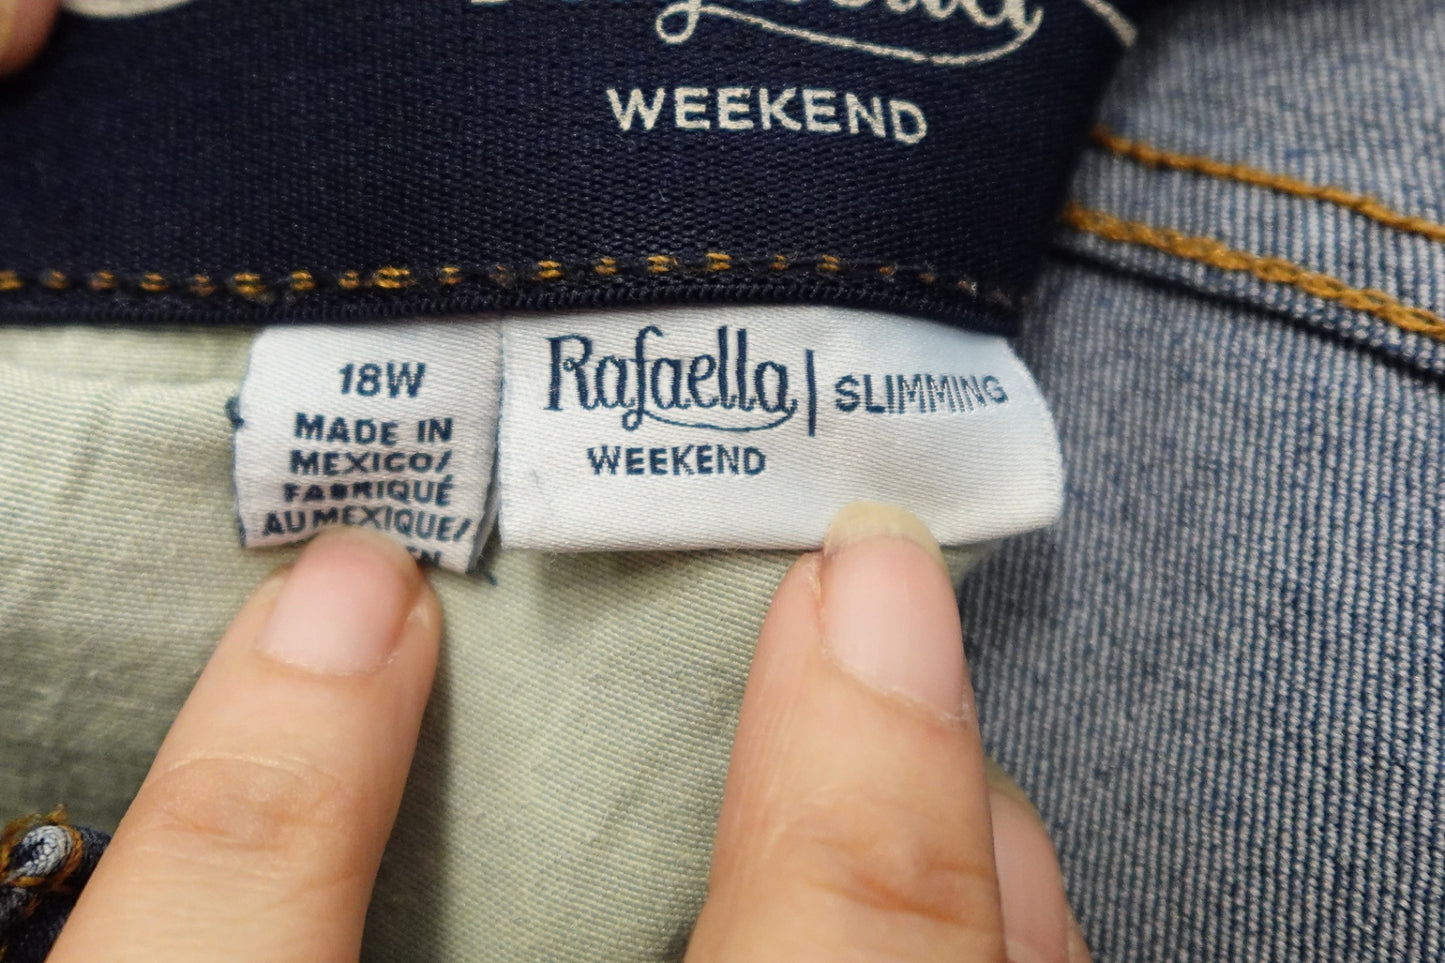 WEEKEND
18W
MADE IN
MEXICO/
FABRIQUÉ
AU MEXIQUE/
Rafaella | SLIMMING
WEEKEND